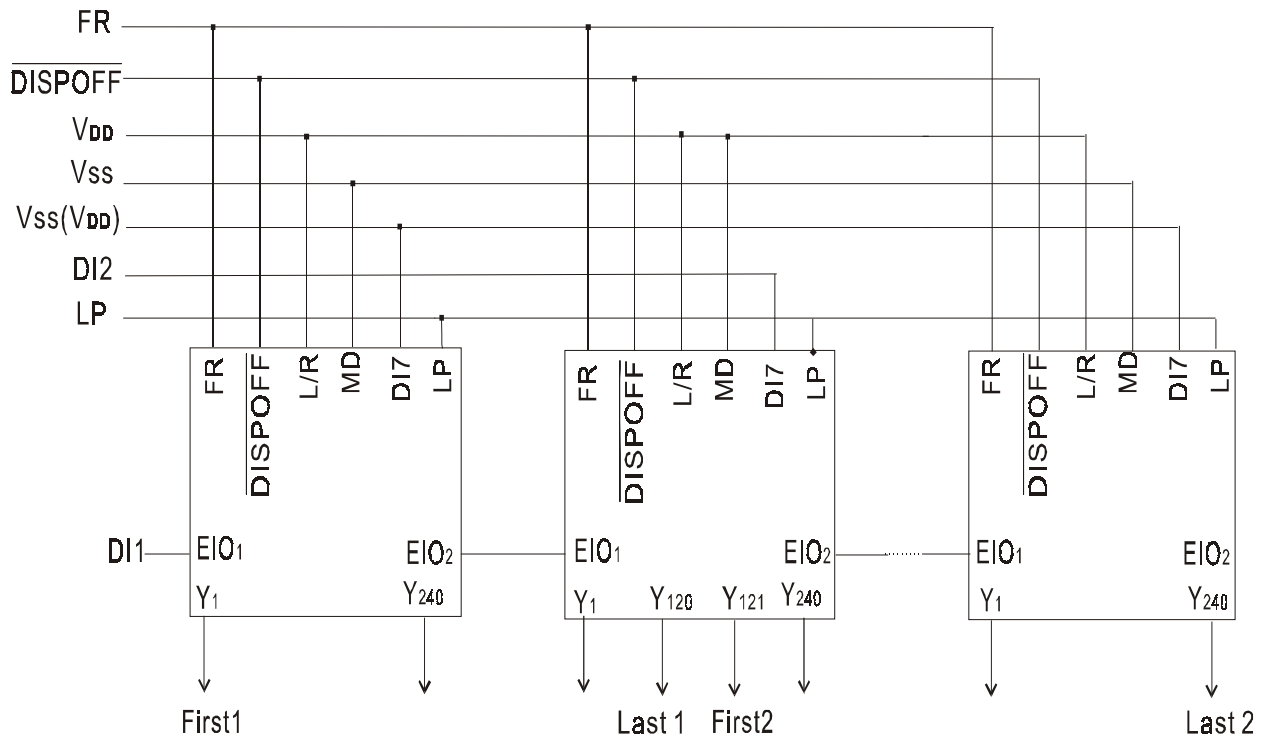 FR
DISPOFF
VDD
Vss
Vss(VDD)
DI2
LP
FR DISPOFF L/R MD DI7 LP
FR DISPOFF L/R MD DI7 LP
FR DISPOFF L/R MD DI7 LP
DI1 EIO1 EIO2 EIO1 EIO2 EIO1 EIO2
Y1 Y240 Y1 Y120 Y121 Y240 Y1 Y240
First1 Last 1 First2 Last 2